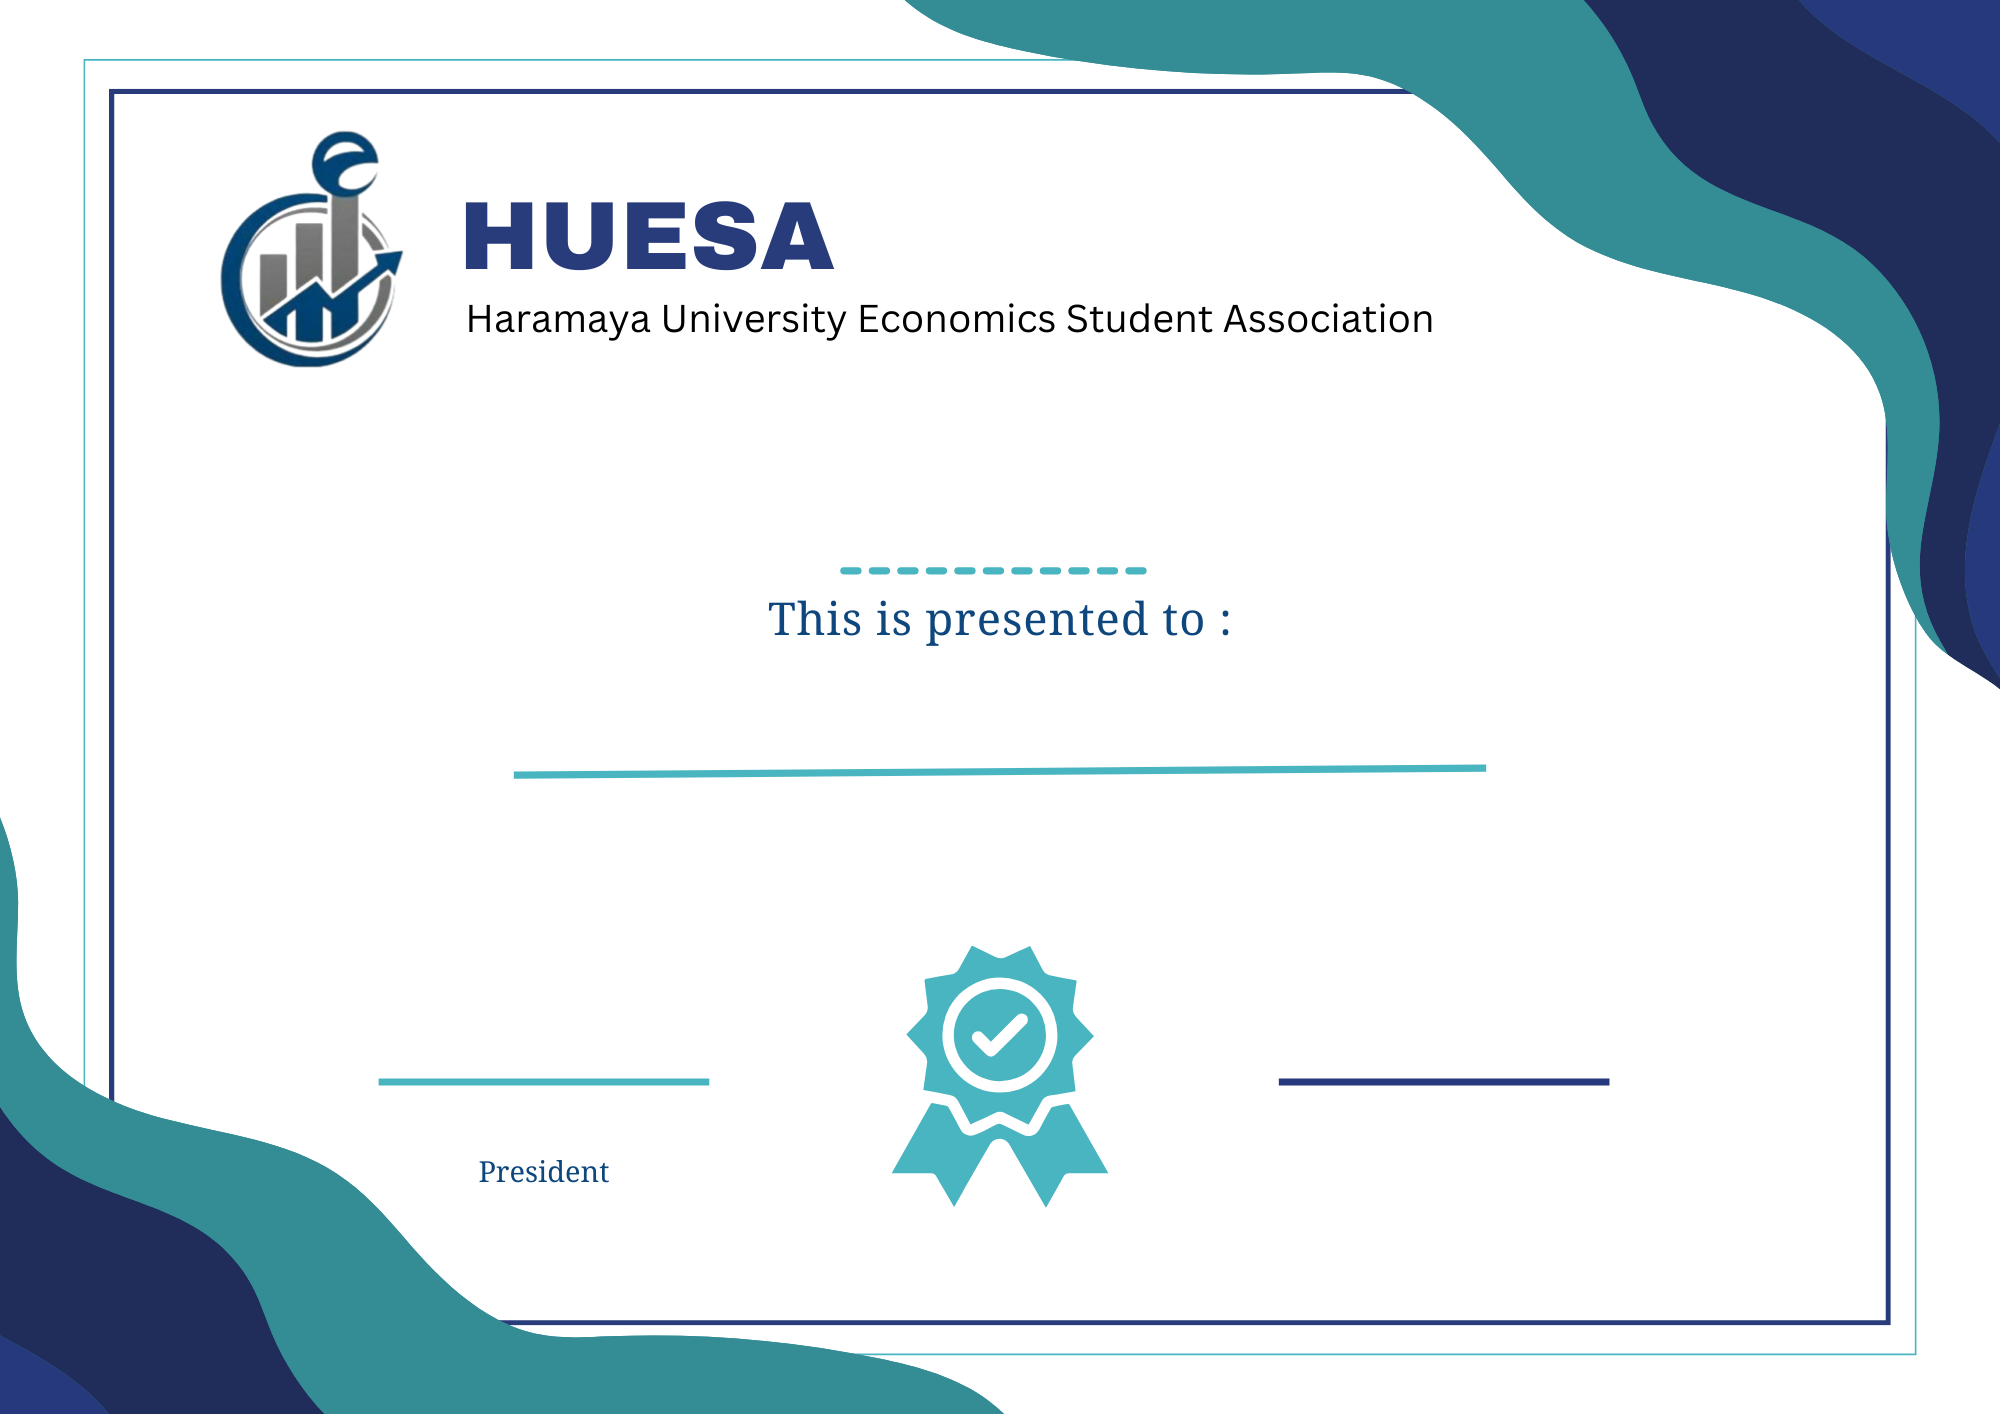 HUESA
Haramaya University Economics Student Association
This is presented to :
President